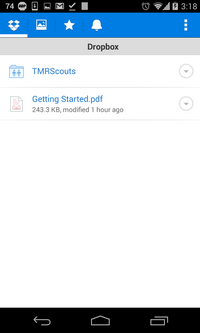 74 3:18
Dropbox
TMRScouts
Getting Started.pdf
243.3 KB, modified 1 hour ago